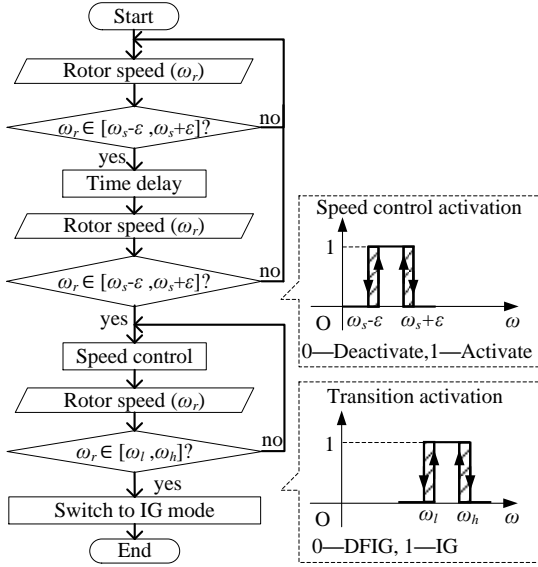 Start
Rotor speed (ωr)
ωr∈[ωs-ε ,ωs+ε]?
no
yes
Time delay
Rotor speed (ωr)
ωr∈[ωs-ε ,ωs+ε]?
no
yes
Speed control
Rotor speed (ωr)
ωr∈[ωl ,ωh]?
no
yes
Switch to IG mode
End
Speed control activation
1
O
ωs-ε
ωs+ε
ω
0—Deactivate,1—Activate
Transition activation
1
O
ωl
ωh
ω
0—DFIG, 1—IG